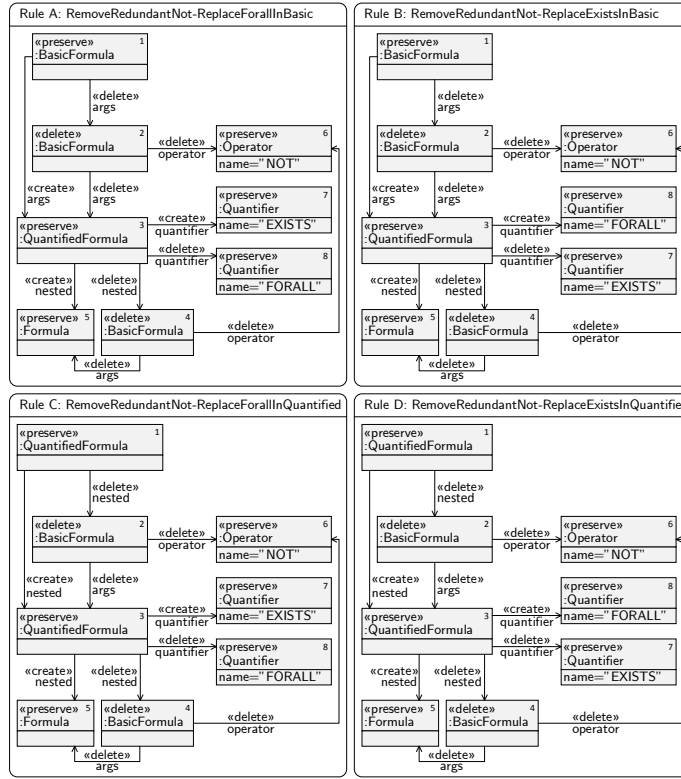 Rule A: RemoveRedundantNot-ReplaceForallInBasic
«preserve» 1
:BasicFormula
«delete»
args
«delete» 2
:BasicFormula
«delete»
operator
«preserve» 6
:Operator
name="NOT"
«create»
args
«delete»
args
«preserve» 3
:QuantifiedFormula
«create»
quantifier
«preserve» 7
:Quantifier
name="EXISTS"
«delete»
quantifier
«preserve» 8
:Quantifier
name="FORALL"
«create»
nested
«delete»
nested
«preserve» 5
:Formula
«delete» 4
:BasicFormula
«delete»
operator
«delete»
args
Rule B: RemoveRedundantNot-ReplaceExistsInBasic
«preserve» 1
:BasicFormula
«delete»
args
«delete» 2
:BasicFormula
«delete»
operator
«preserve» 6
:Operator
name="NOT"
«create»
args
«delete»
args
«preserve» 3
:QuantifiedFormula
«create»
quantifier
«preserve» 8
:Quantifier
name="FORALL"
«delete»
quantifier
«preserve» 7
:Quantifier
name="EXISTS"
«create»
nested
«delete»
nested
«preserve» 5
:Formula
«delete» 4
:BasicFormula
«delete»
operator
«delete»
args
Rule C: RemoveRedundantNot-ReplaceForallInQuantified
«preserve» 1
:QuantifiedFormula
«delete»
nested
«delete» 2
:BasicFormula
«delete»
operator
«preserve» 6
:Operator
name="NOT"
«create»
nested
«delete»
args
«preserve» 3
:QuantifiedFormula
«create»
quantifier
«preserve» 7
:Quantifier
name="EXISTS"
«delete»
quantifier
«preserve» 8
:Quantifier
name="FORALL"
«create»
nested
«delete»
nested
«preserve» 5
:Formula
«delete» 4
:BasicFormula
«delete»
operator
«delete»
args
Rule D: RemoveRedundantNot-ReplaceExistsInQuantifie
«preserve» 1
:QuantifiedFormula
«delete»
nested
«delete» 2
:BasicFormula
«delete»
operator
«preserve» 6
:Operator
name="NOT"
«create»
nested
«delete»
args
«preserve» 3
:QuantifiedFormula
«create»
quantifier
«preserve» 8
:Quantifier
name="FORALL"
«delete»
quantifier
«preserve» 7
:Quantifier
name="EXISTS"
«create»
nested
«delete»
nested
«preserve» 5
:Formula
«delete» 4
:BasicFormula
«delete»
operator
«delete»
args